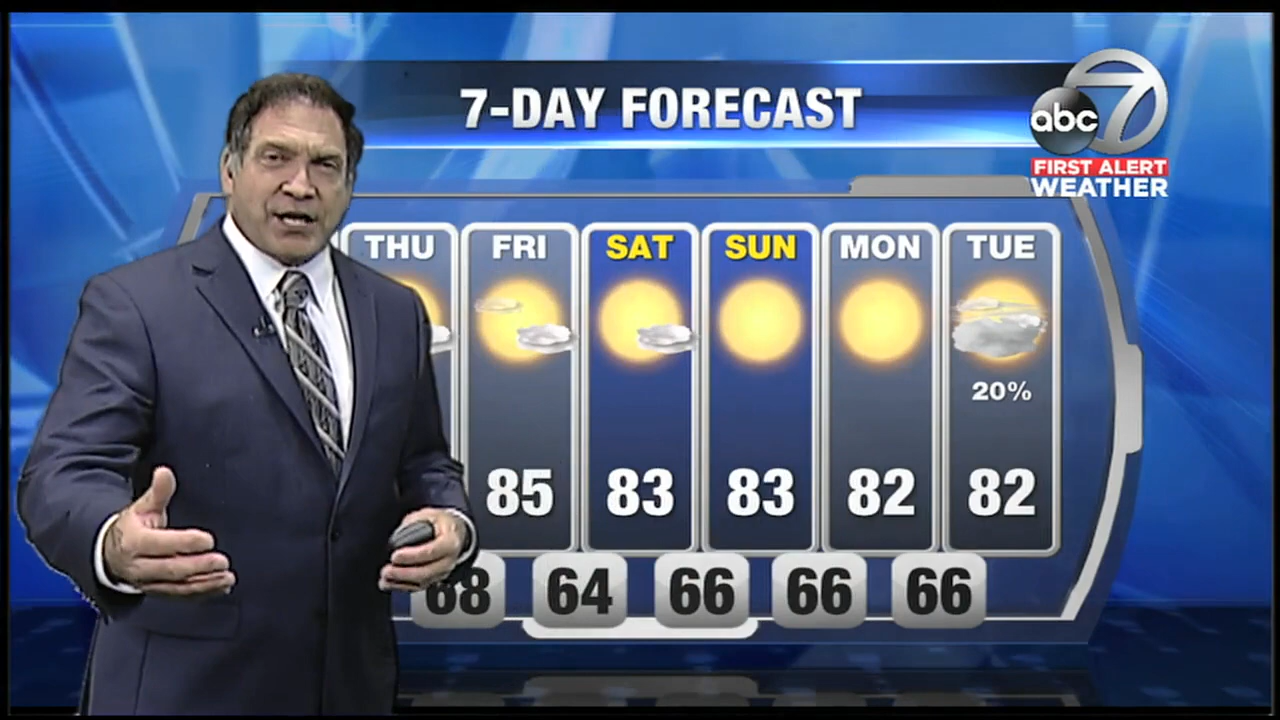 7-DAY FORECAST
abc 7
FIRST ALERT
WEATHER
THU FRI SAT SUN MON TUE
20%
85 83 83 82 82
68 64 66 66 66